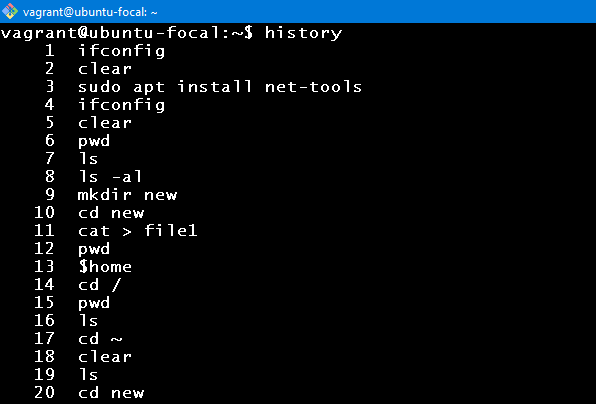 vagrant@ubuntu-focal: ~
vagrant@ubuntu-focal:~$ history
1 ifconfig
2 clear
3 sudo apt install net-tools
4 ifconfig
5 clear
6 pwd
7 ls
8 ls -al
9 mkdir new
10 cd new
11 cat > file1
12 pwd
13 $home
14 cd /
15 pwd
16 ls
17 cd ~
18 clear
19 ls
20 cd new